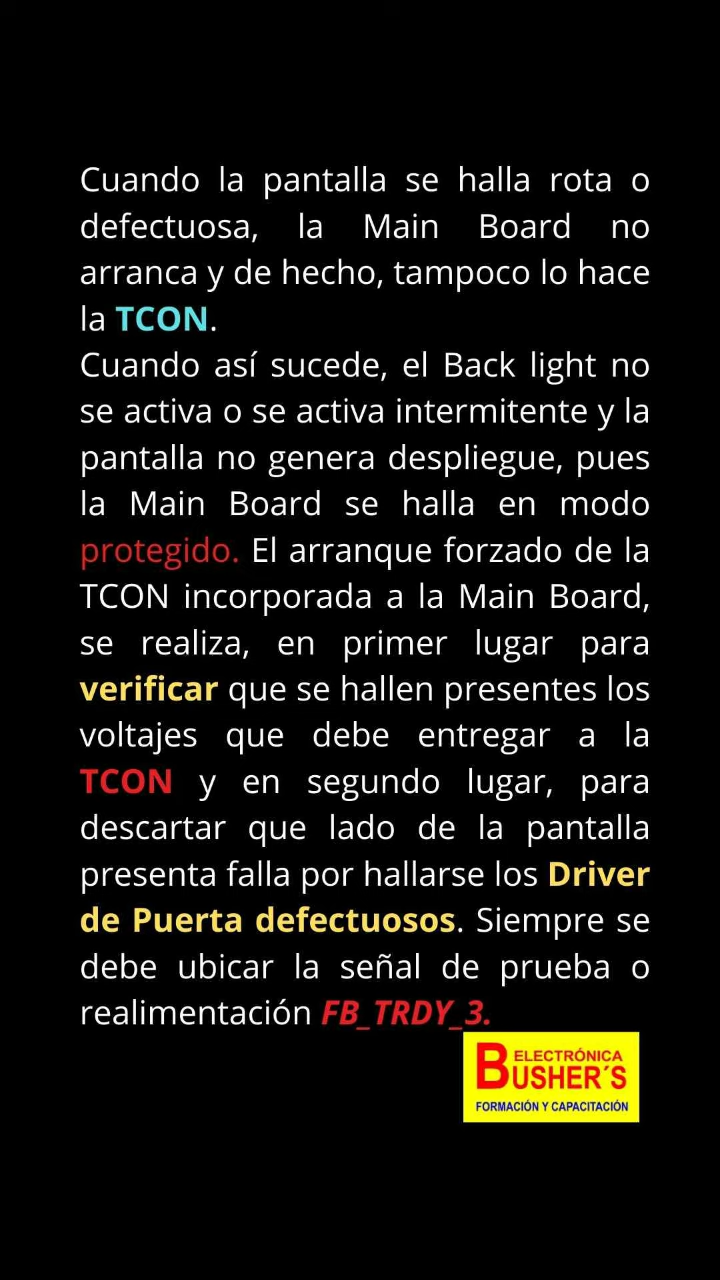 Cuando la pantalla se halla rota o
defectuosa, la Main Board no
arranca y de hecho, tampoco lo hace
la TCON.
Cuando así sucede, el Back light no
se activa o se activa intermitente y la
pantalla no genera despliegue, pues
la Main Board se halla en modo
protegido. El arranque forzado de la
TCON incorporada a la Main Board,
se realiza, en primer lugar para
verificar que se hallen presentes los
voltajes que debe entregar a la
TCON y en segundo lugar, para
descartar que lado de la pantalla
presenta falla por hallarse los Driver
de Puerta defectuosos. Siempre se
debe ubicar la señal de prueba o
realimentación FB_TRDY_3.
ELECTRÓNICA
BUSHER´S
FORMACIÓN Y CAPACITACIÓN